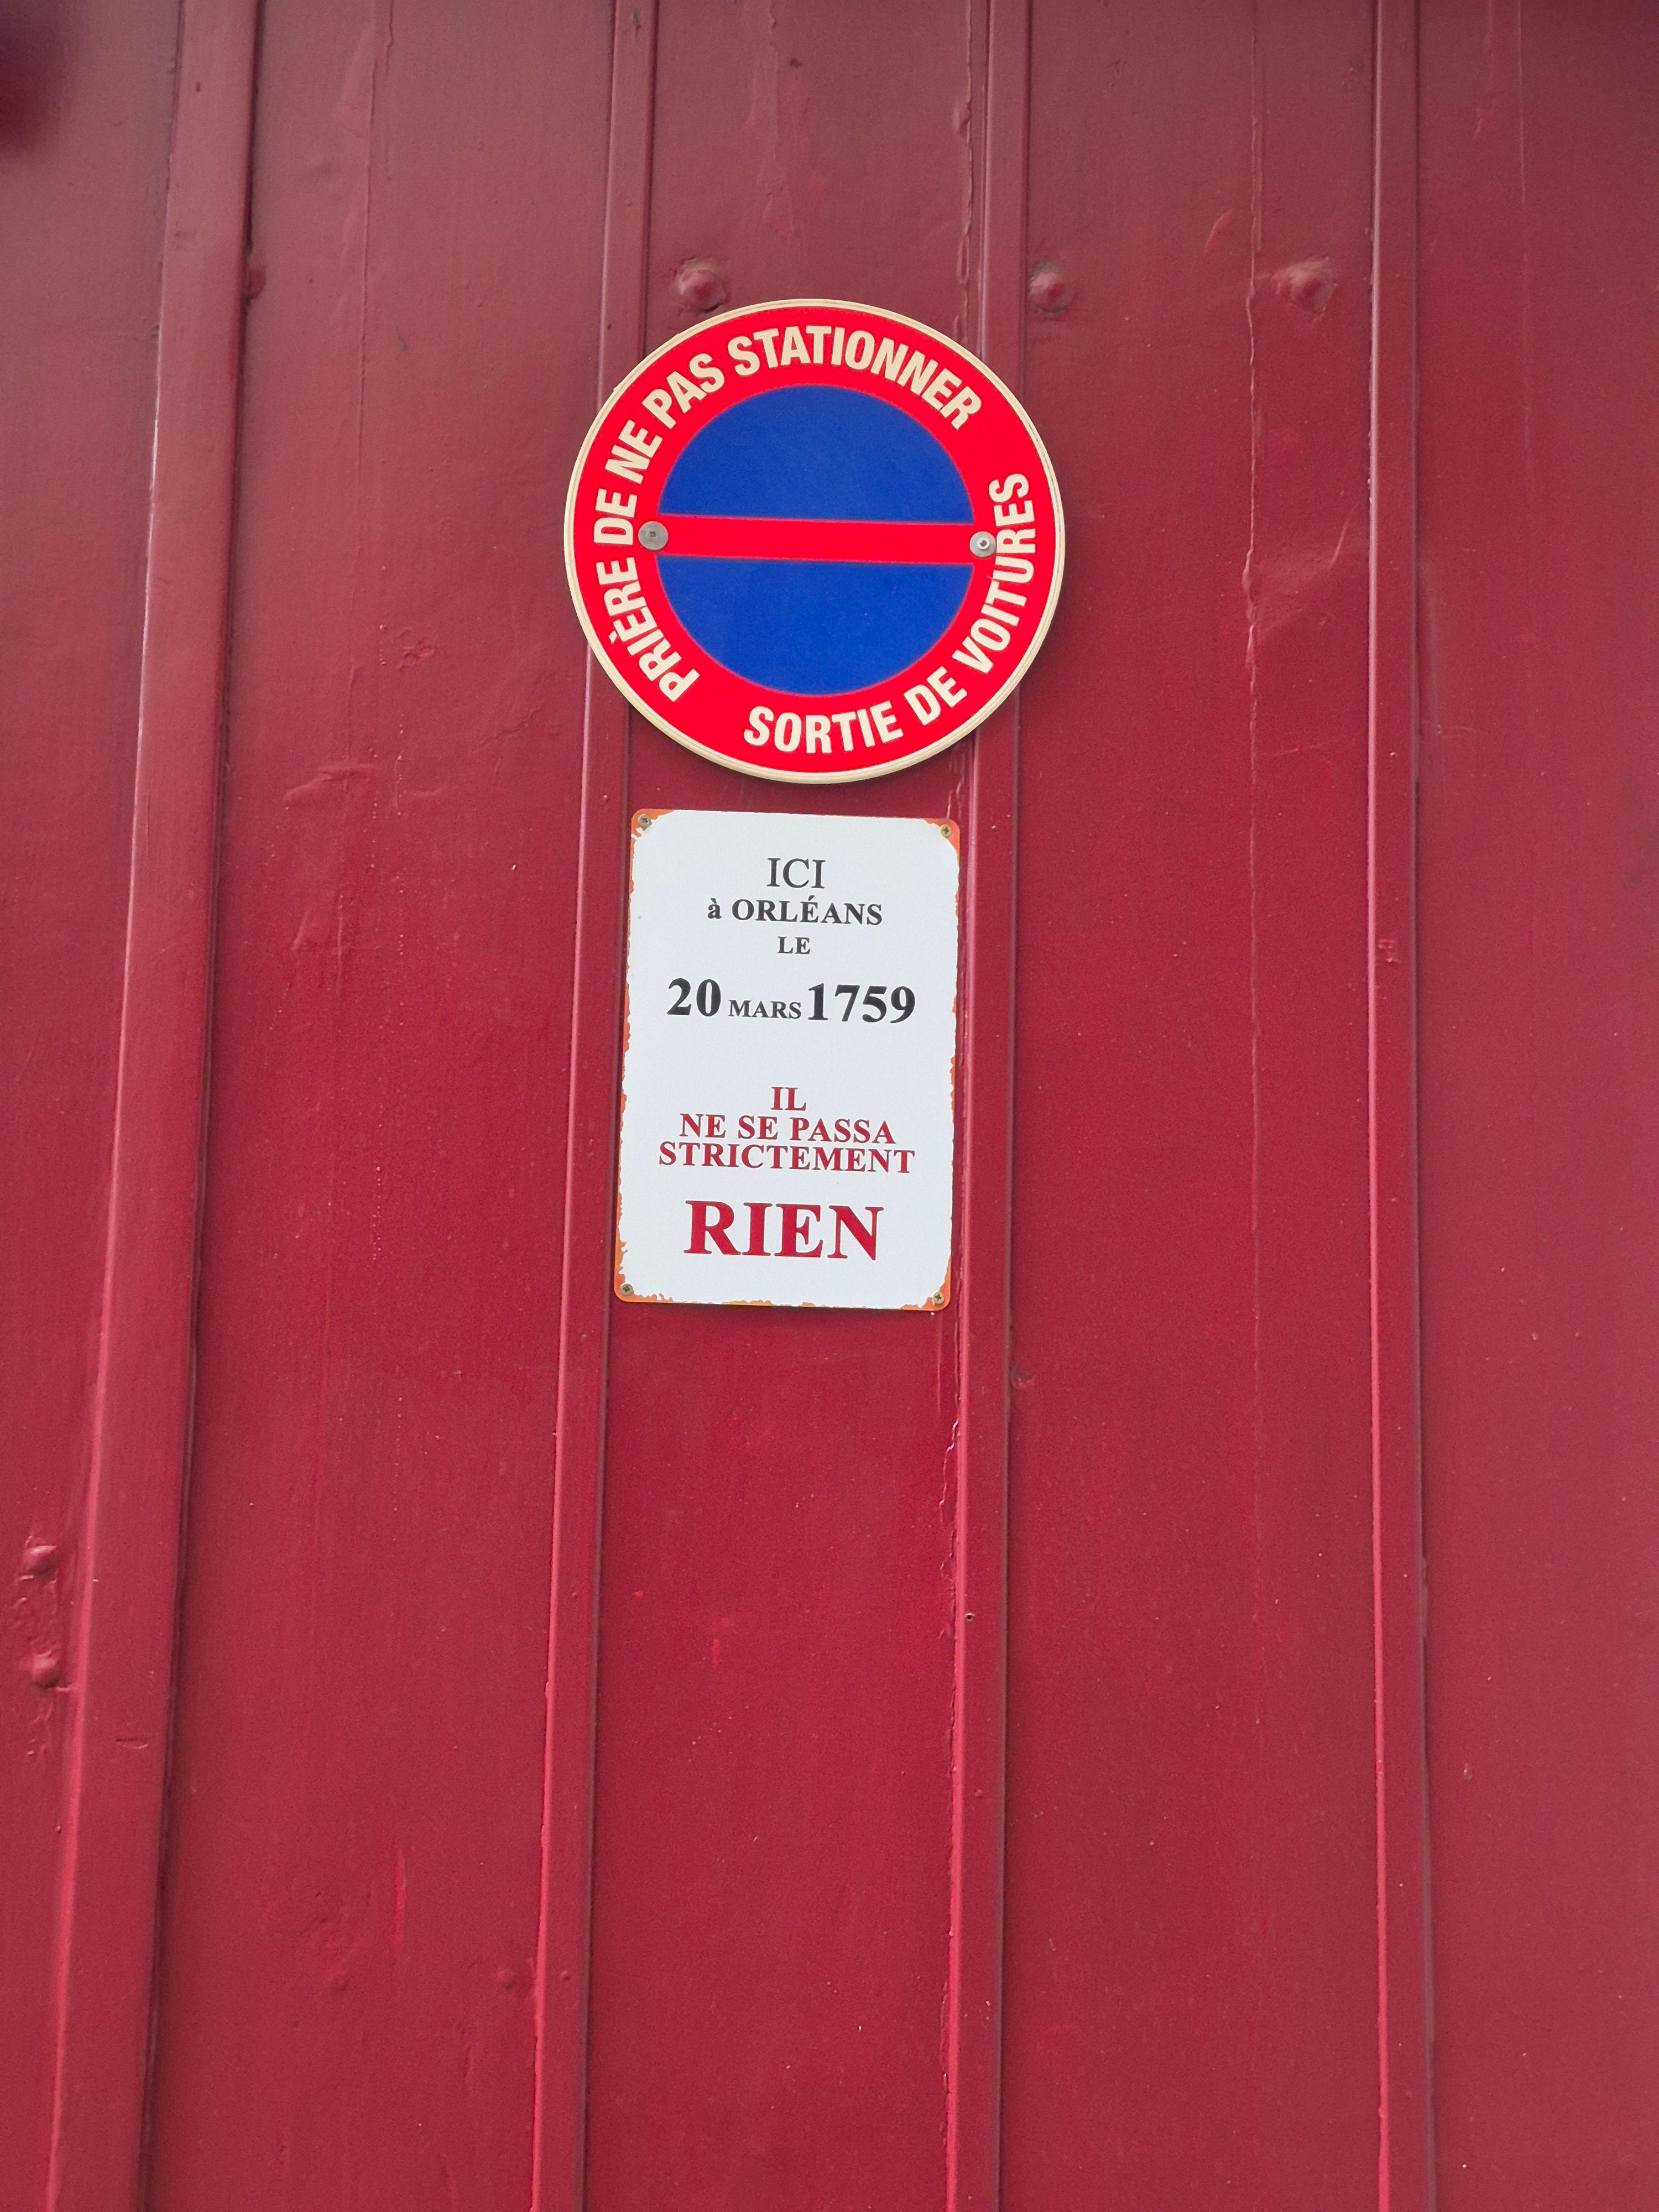 PRIÈRE DE NE PAS STATIONNER
SORTIE DE VOITURES
ICI
à ORLÉANS
LE
20 MARS 1759
IL
NE SE PASSA
STRICTEMENT
RIEN